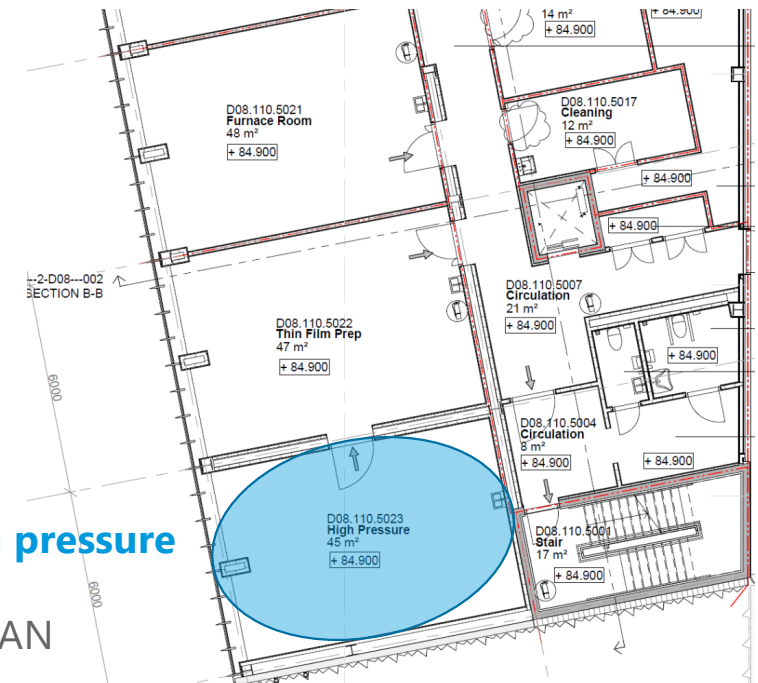 14 m²
+ 84.900
D08.110.5021
Furnace Room
48 m²
+ 84.900
D08.110.5017
Cleaning
12 m²
+ 84.900
+ 84.900
+ 84.900
--2-D08---002
SECTION B-B
D08.110.5007
Circulation
21 m²
+ 84.900
D08.110.5022
Thin Film Prep
47 m²
+ 84.900
+ 84.900
6000
D08.110.5004
Circulation
8 m²
+ 84.900
+ 84.900
D08.110.5023
High Pressure
45 m²
+ 84.900
D08.110.5001
Stair
17 m²
+ 84.900
pressure
6000
AN